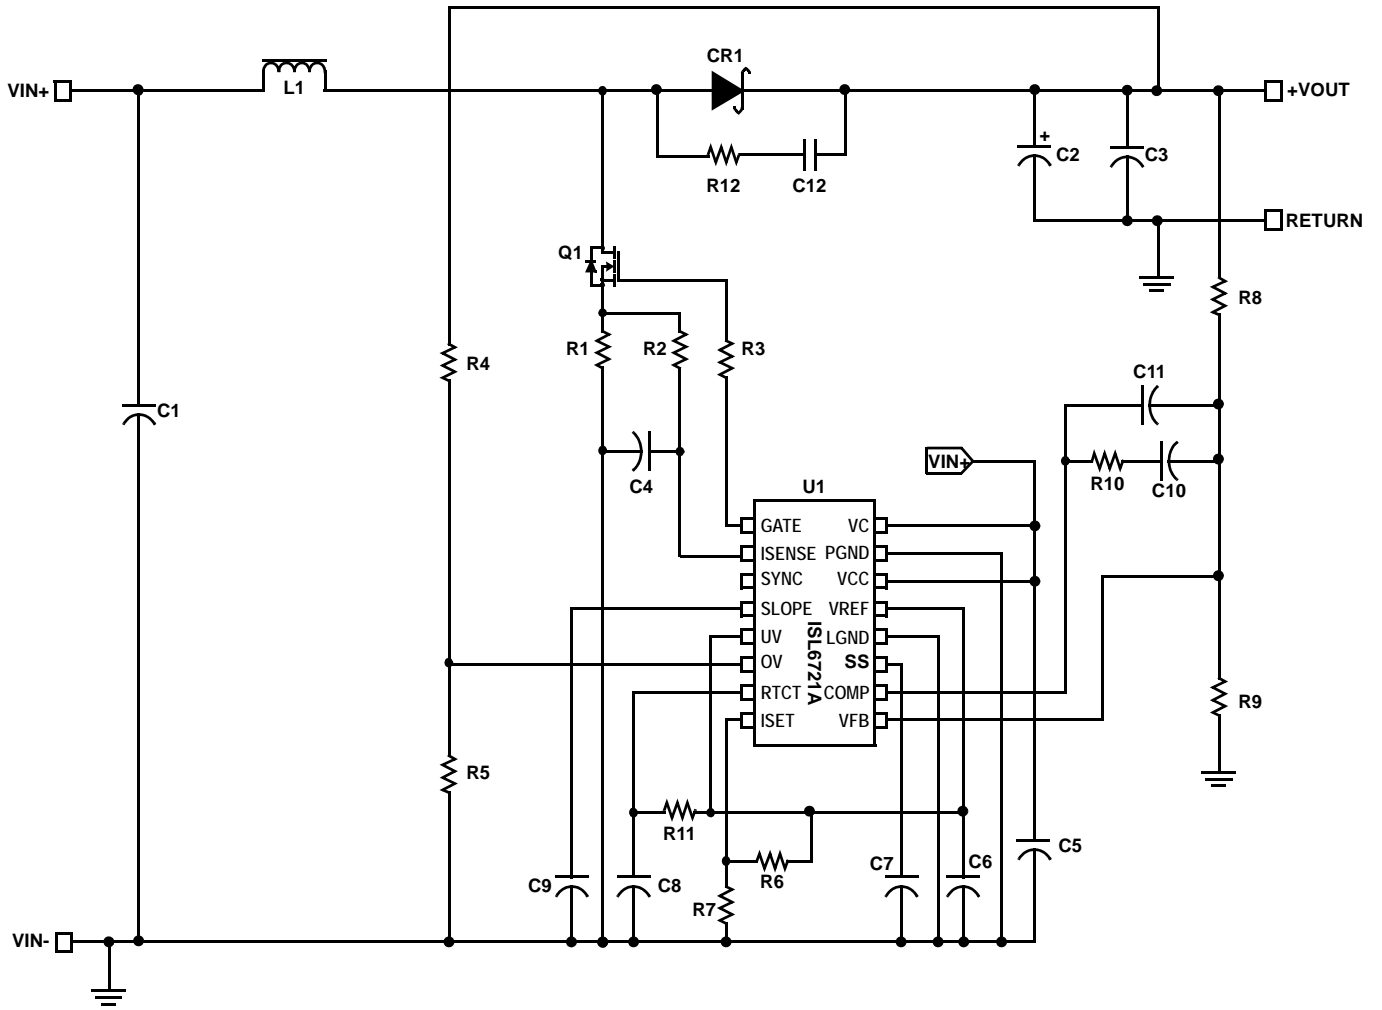 CR1
VIN+
L1
+VOUT
+
C2
C3
R12
C12
RETURN
Q1
R8
R1
R2
R3
R4
C11
C1
VIN+
C4
R10
C10
U1
GATE
VC
ISENSE
PGND
SYNC
VCC
SLOPE
VREF
UV
LGND
OV
SS
RTCT
COMP
ISET
VFB
ISL6721A
R9
R5
R11
C5
R6
C7
C6
C9
C8
R7
VIN-